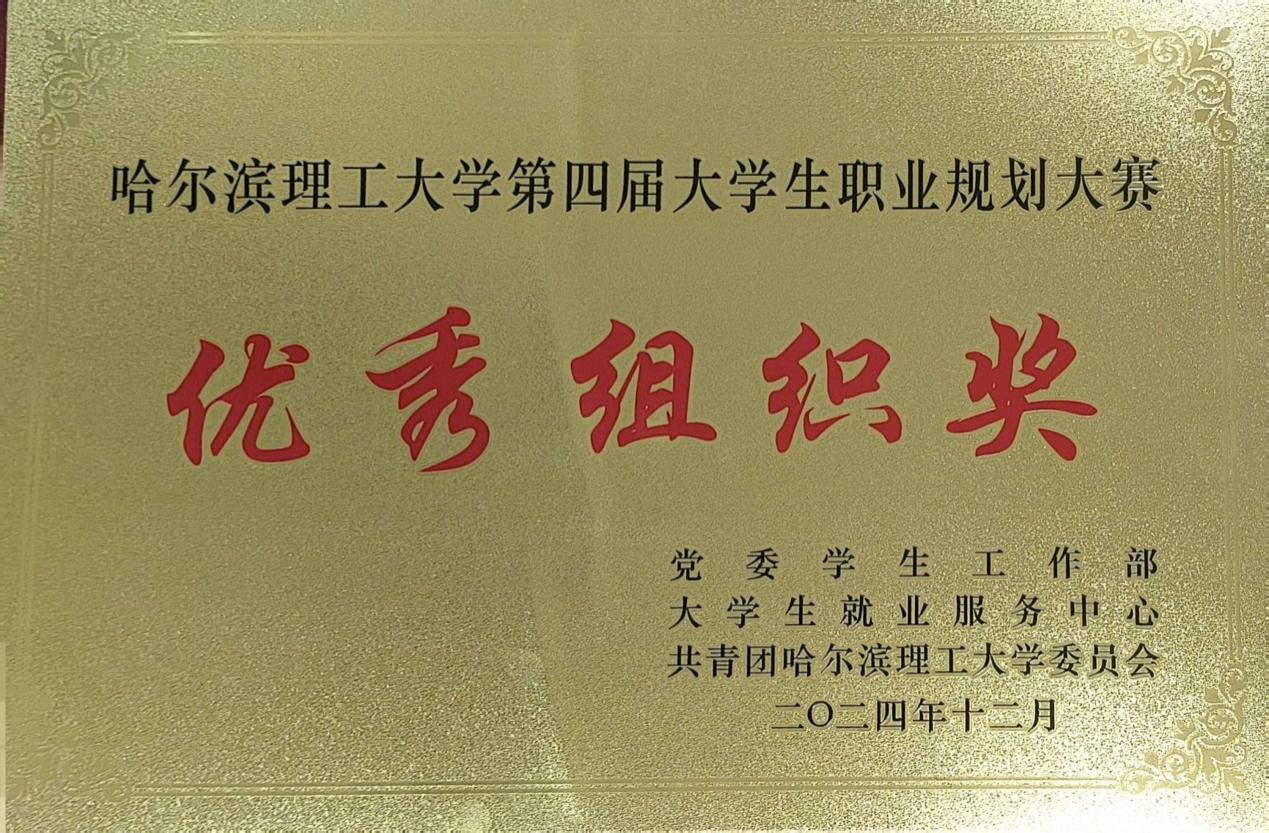 哈尔滨理工大学第四届大学生职业规划大赛
优秀组织奖
党委学生工作部
大学生就业服务中心
共青团哈尔滨理工大学委员会
二〇二四年十二月